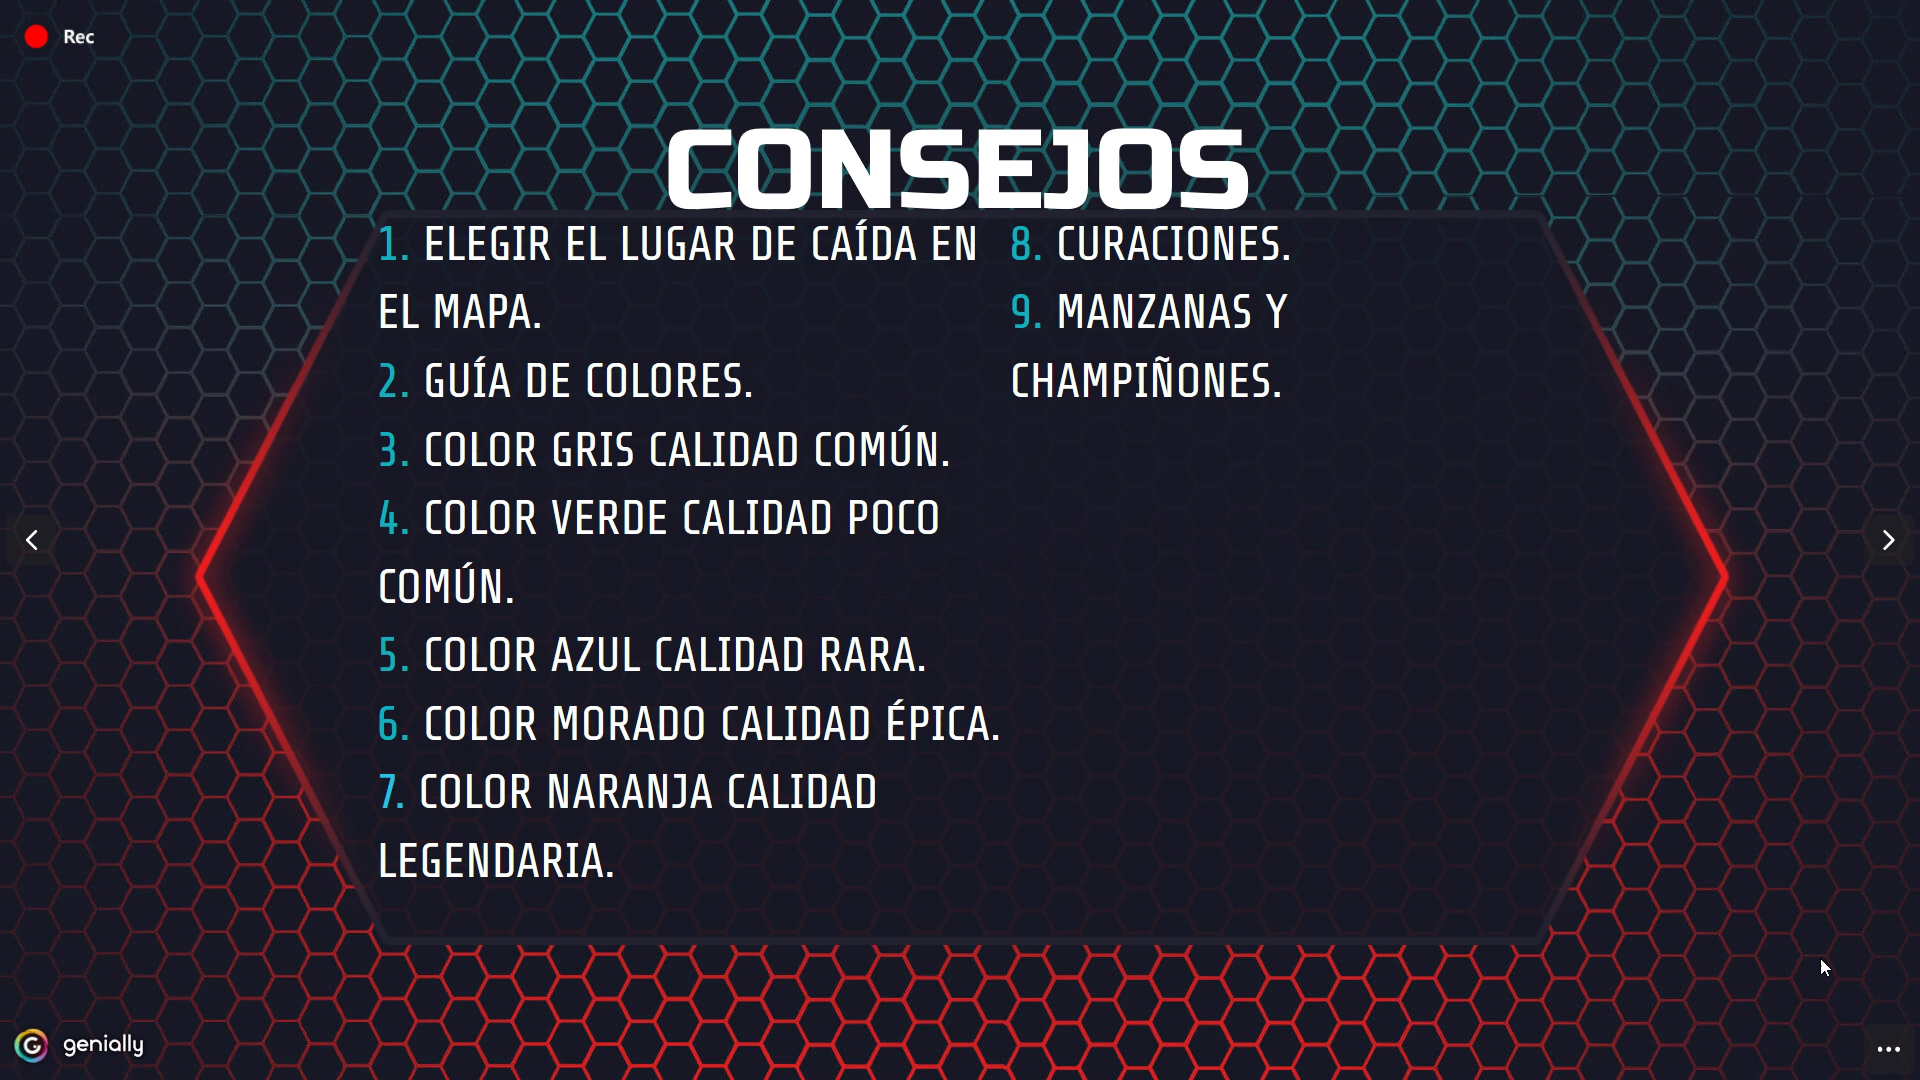 Rec
CONSEJOS
1. ELEGIR EL LUGAR DE CAÍDA EN
EL MAPA.
2. GUÍA DE COLORES.
3. COLOR GRIS CALIDAD COMÚN.
4. COLOR VERDE CALIDAD POCO
COMÚN.
5. COLOR AZUL CALIDAD RARA.
6. COLOR MORADO CALIDAD ÉPICA.
7. COLOR NARANJA CALIDAD
LEGENDARIA.
8. CURACIONES.
9. MANZANAS Y
CHAMPIÑONES.
genially